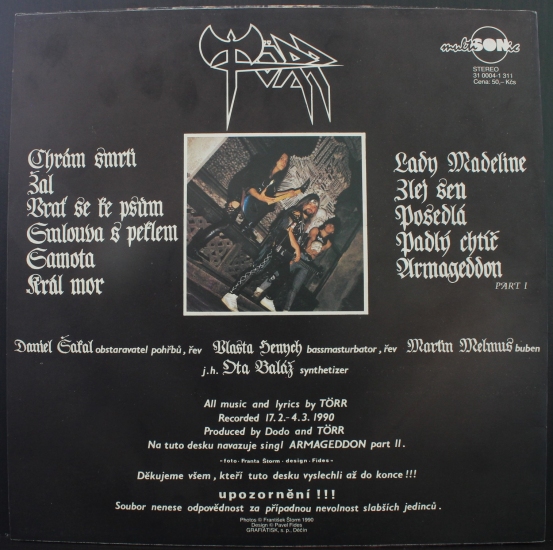 TÖRR
multiSONic
STEREO
31 0004-1 311
Cena: 50,– Kčs
Chrám smrti
Žal
Vrať se ke psům
Smlouva s peklem
Samota
Král mor
Lady Madeline
Zlej sen
Posedlá
Padlý chtíč
Armageddon
PART I
Daniel Šakal obstaravatel pohřbů, řev Vlasta Henych bassmasturbator, řev Martin Melmus buben
j.h. Ota Baláž synthetizer
All music and lyrics by TÖRR
Recorded 17.2.-4.3. 1990
Produced by Dodo and TÖRR
Na tuto desku navazuje singl ARMAGEDDON part II.
-foto- Franta Štorm - design - Fides-
Děkujeme všem, kteří tuto desku vyslechli až do konce!!!
upozornění!!!
Soubor nenese odpovědnost za případnou nevolnost slabších jedinců.
Photos © František Štorm 1990
Design © Pavel Fides
GRAFIATISK, s. p., Děčín